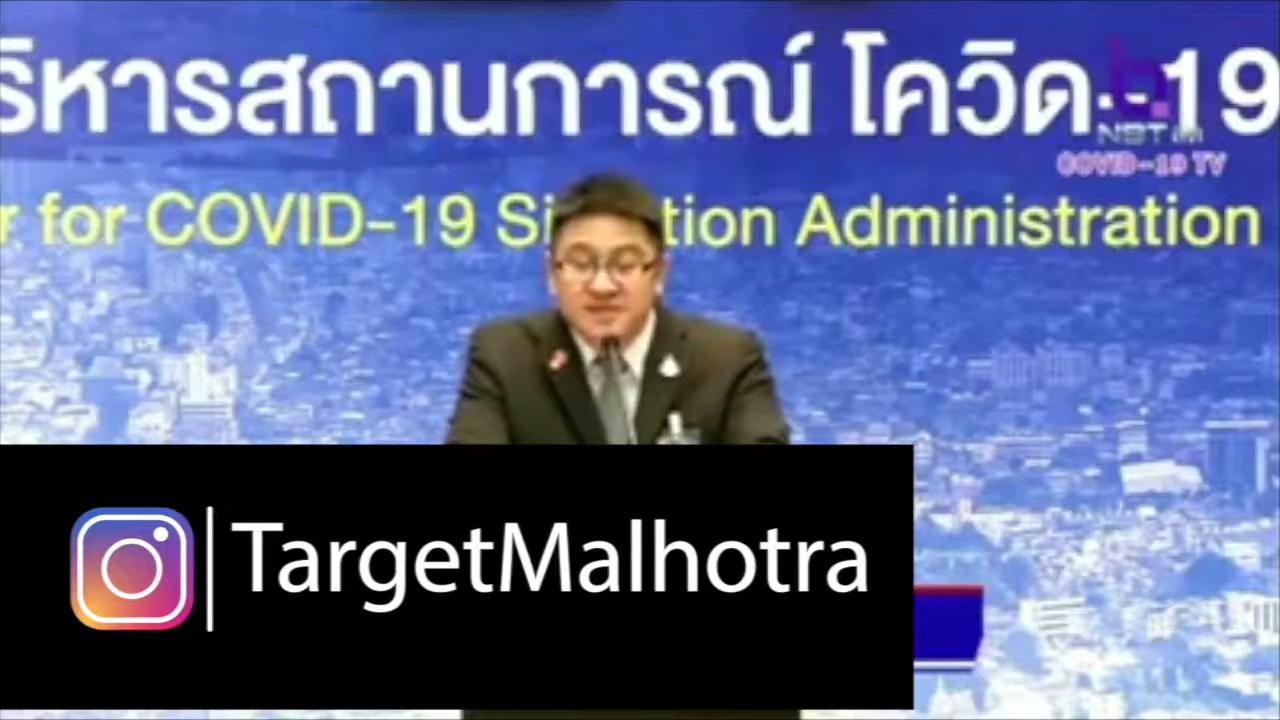 ริหารสถานการณ์ โควิด-19
r for COVID-19 Si tion Administration
NBT
COVID-19 TV
TargetMalhotra